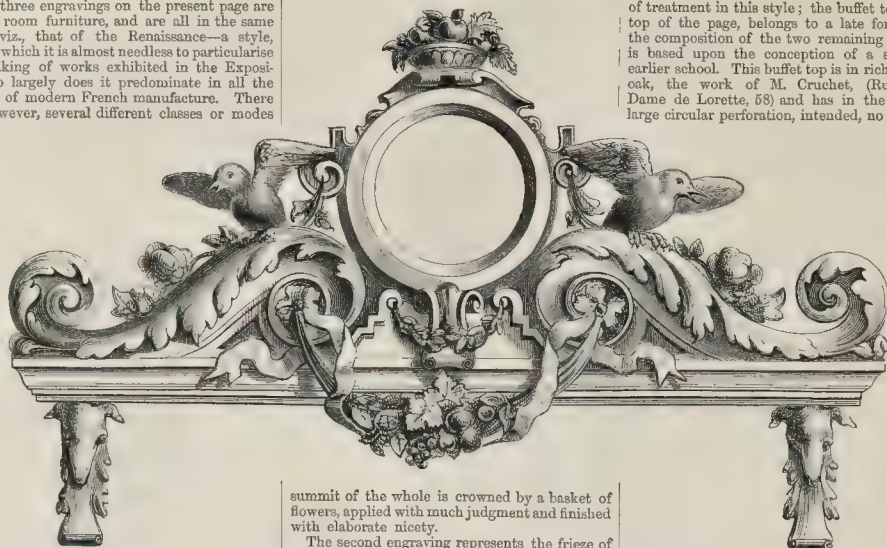 three engravings on the present page are
room furniture, and are all in the same
viz., that of the Renaissance—a style,
which it is almost needless to particularise
king of works exhibited in the Exposi-
largely does it predominate in all the
of modern French manufacture. There
wever, several different classes or modes
of treatment in this style; the buffet to
top of the page, belongs to a late for
the composition of the two remaining
is based upon the conception of a s
earlier school. This buffet top is in rich
oak, the work of M. Cruchet, (Ru
Dame de Lorette, 58) and has in the
large circular perforation, intended, no
summit of the whole is crowned by a basket of
flowers, applied with much judgment and finished
with elaborate nicety.
The second engraving represents the frieze of